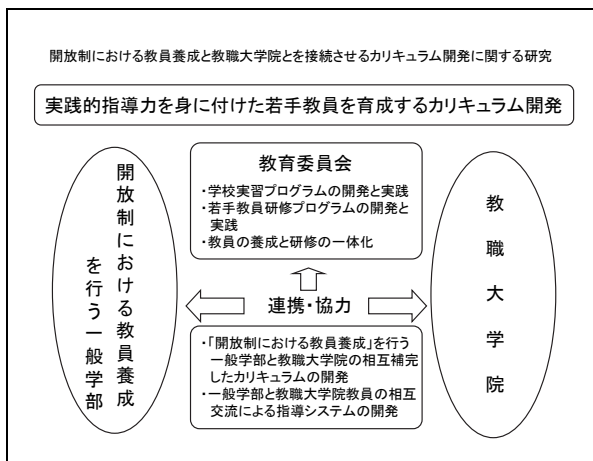 開放制における教員養成と教職大学院とを接続させるカリキュラム開発に関する研究
実践的指導力を身に付けた若手教員を育成するカリキュラム開発
開放制における教員養成
を行う一般学部
教育委員会
・学校実習プログラムの開発と実践
・若手教員研修プログラムの開発と
実践
・教員の養成と研修の一体化
連携・協力
・「開放制における教員養成」を行う
一般学部と教職大学院の相互補完
したカリキュラムの開発
・一般学部と教職大学院教員の相互
交流による指導システムの開発
教職大学院